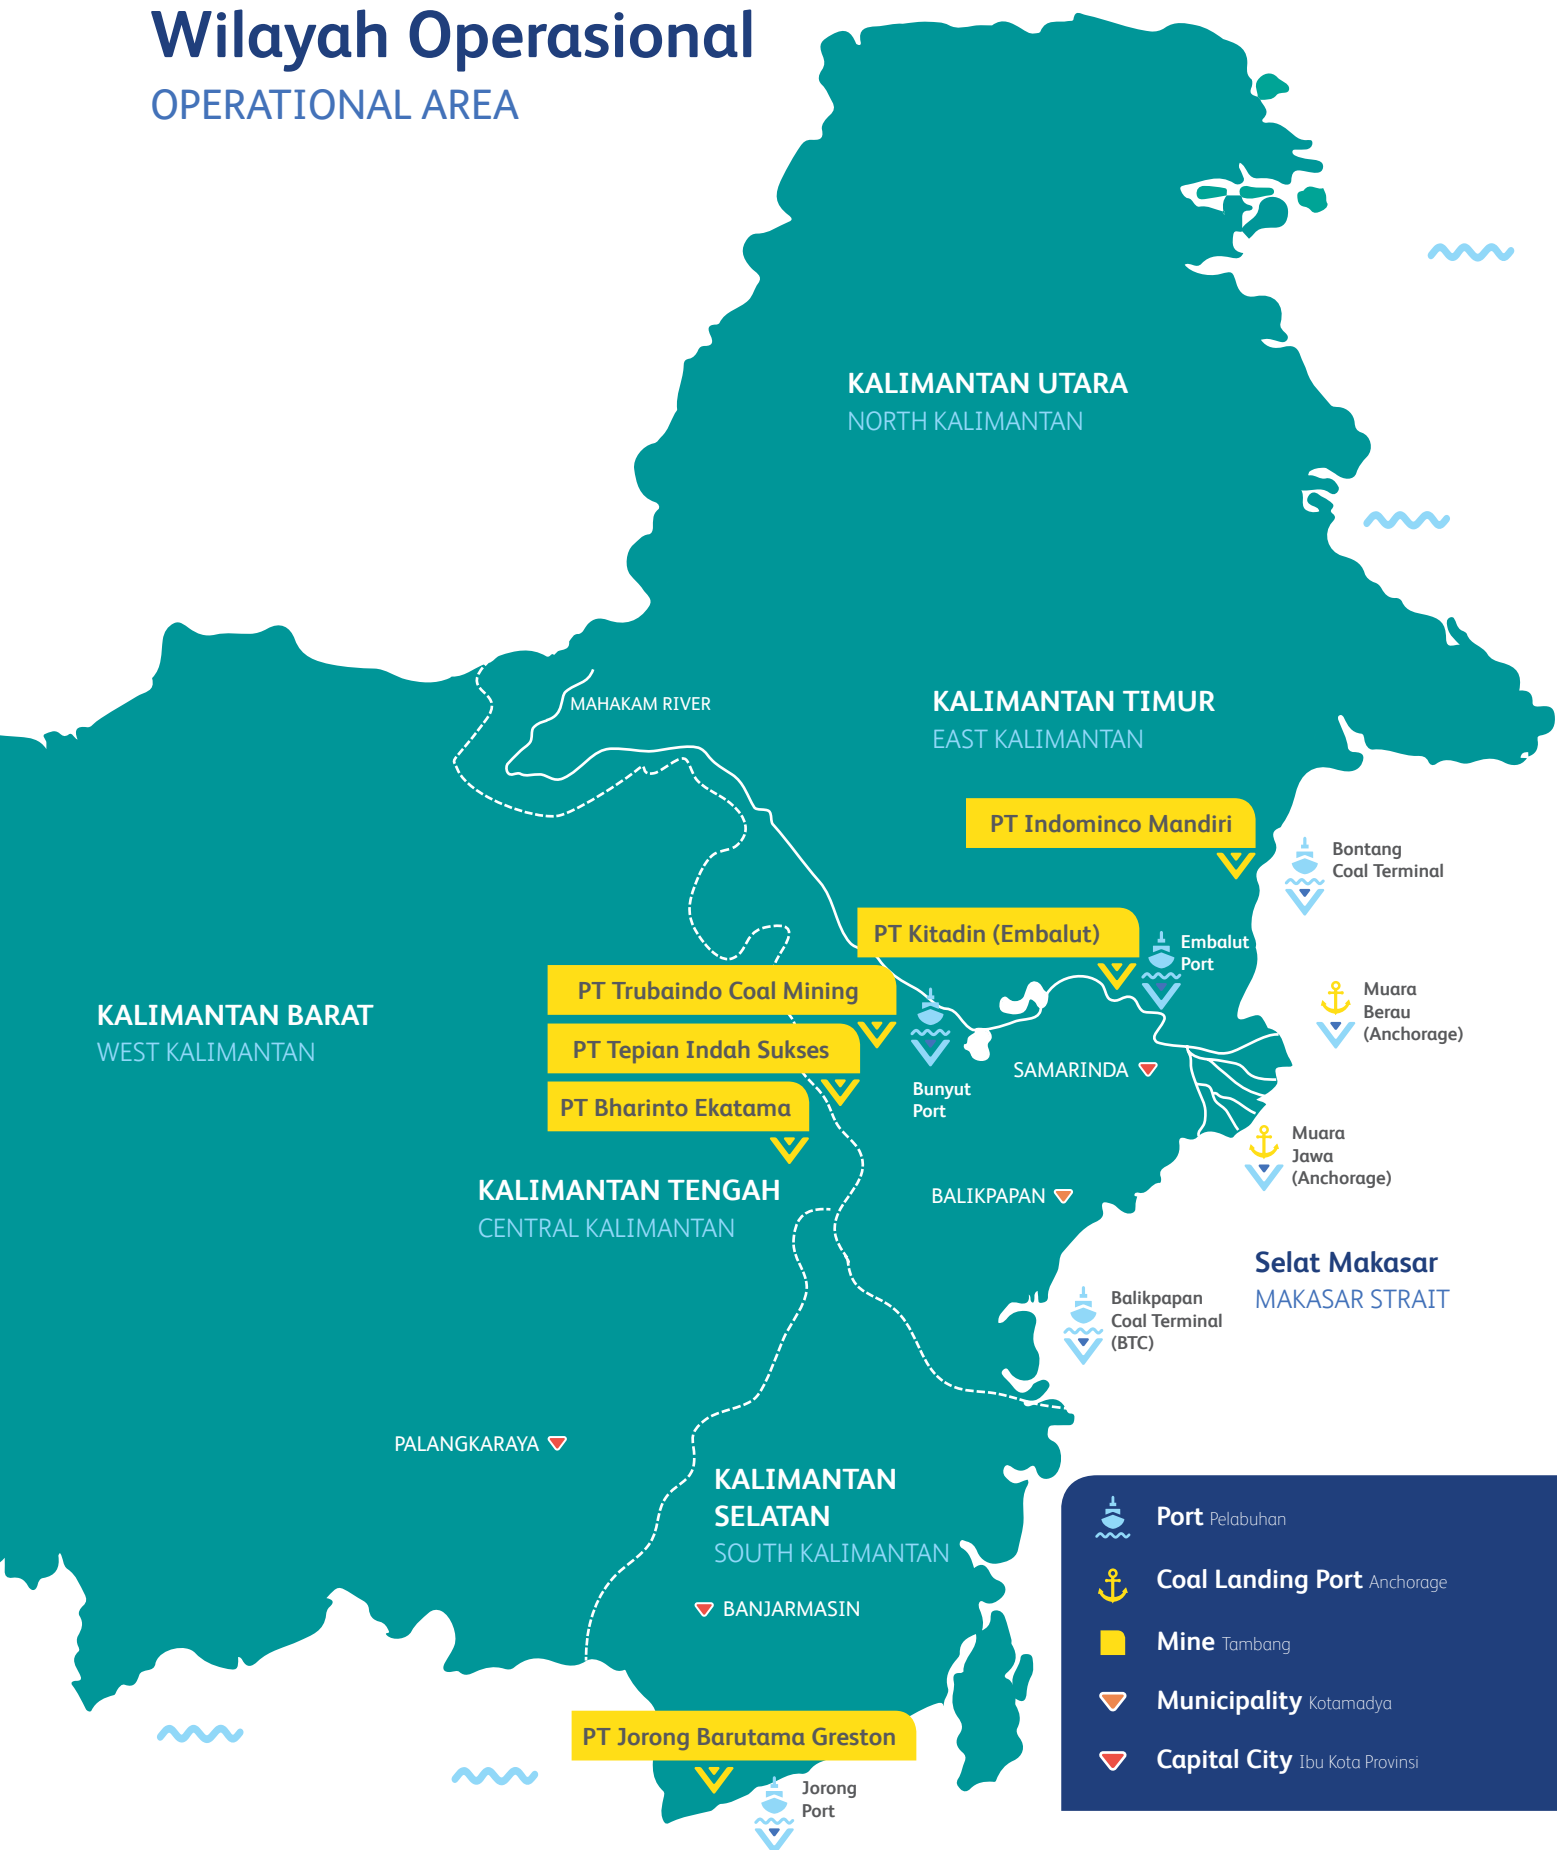 Wilayah Operasional
OPERATIONAL AREA
KALIMANTAN UTARA
NORTH KALIMANTAN
MAHAKAM RIVER
KALIMANTAN TIMUR
EAST KALIMANTAN
PT Indominco Mandiri
Bontang
Coal Terminal
PT Kitadin (Embalut)
Embalut
Port
PT Trubaindo Coal Mining
Muara
Berau
(Anchorage)
KALIMANTAN BARAT
WEST KALIMANTAN
PT Tepian Indah Sukses
SAMARINDA
Bunyut
Port
PT Bharinto Ekatama
Muara
Jawa
(Anchorage)
KALIMANTAN TENGAH
CENTRAL KALIMANTAN
BALIKPAPAN
Selat Makasar
MAKASAR STRAIT
Balikpapan
Coal Terminal
(BTC)
PALANGKARAYA
KALIMANTAN
SELATAN
SOUTH KALIMANTAN
BANJARMASIN
PT Jorong Barutama Greston
Jorong
Port
Port Pelabuhan
Coal Landing Port Anchorage
Mine Tambang
Municipality Kotamadya
Capital City Ibu Kota Provinsi